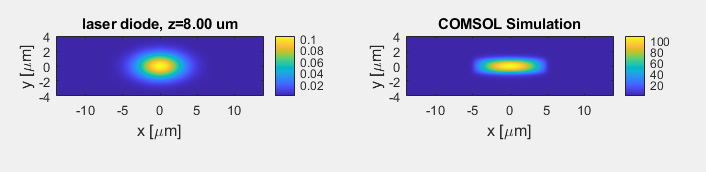 laser diode, z=8.00 um
4
2
0
-2
-4
y [μm]
-10 -5 0 5 10
x [μm]
0.1
0.08
0.06
0.04
0.02
COMSOL Simulation
4
2
0
-2
-4
y [μm]
-10 -5 0 5 10
x [μm]
100
80
60
40
20